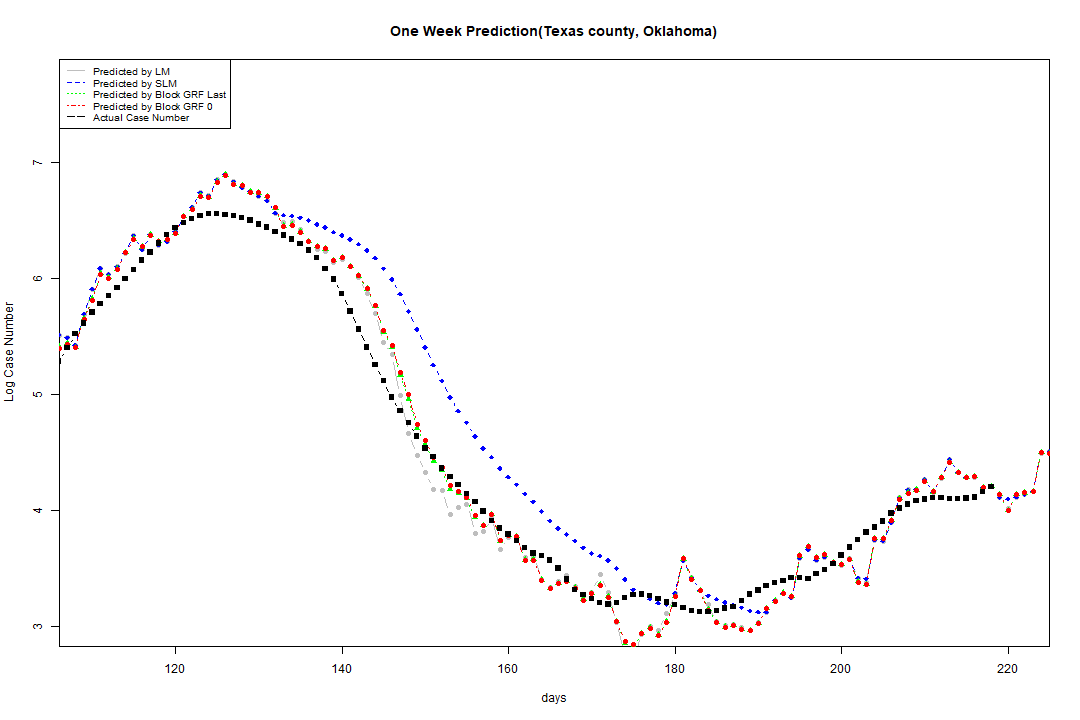 One Week Prediction(Texas county, Oklahoma)
Predicted by LM
Predicted by SLM
Predicted by Block GRF Last
Predicted by Block GRF 0
Actual Case Number
7
6
5
4
3
Log Case Number
120 140 160 180 200 220
days